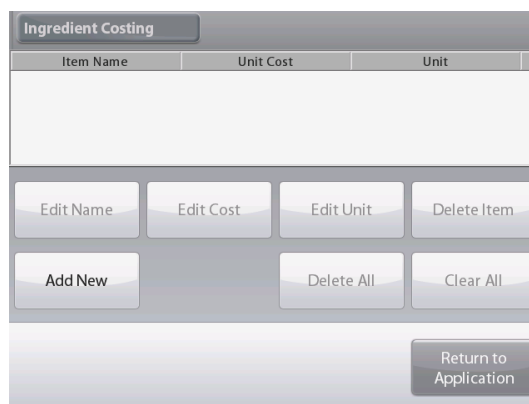 Ingredient Costing
Item Name Unit Cost Unit
Edit Name Edit Cost Edit Unit Delete Item
Add New Delete All Clear All
Return to
Application